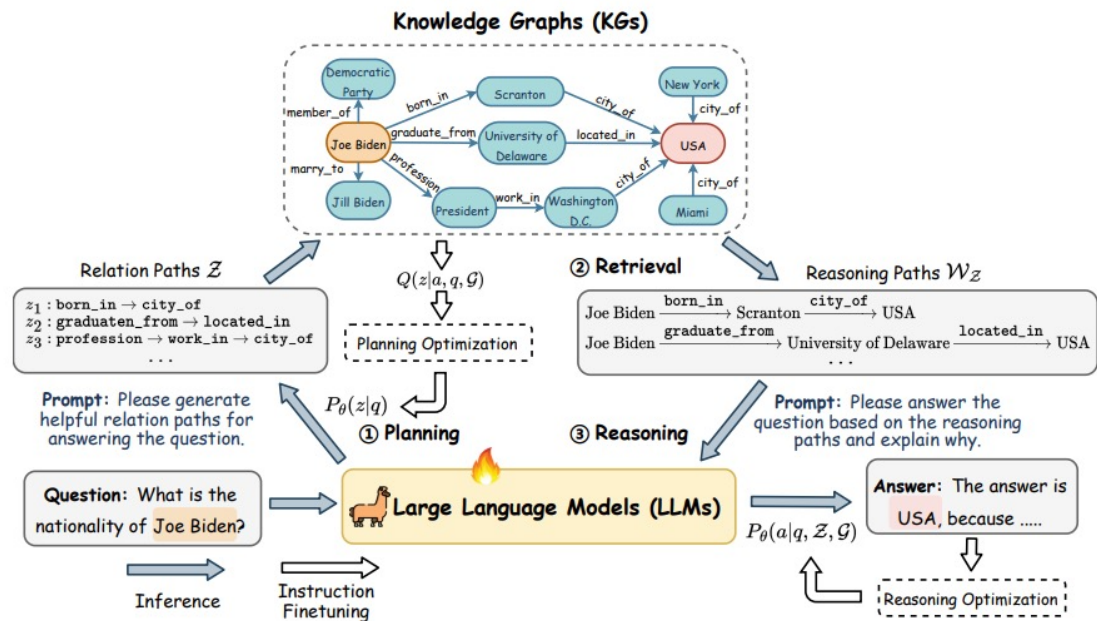 Knowledge Graphs (KGs)
Democratic
Party
member_of
Joe Biden
marry_to
Jill Biden
born_in
Scranton
city_of
graduate_from
University of
Delaware
located_in
profession
President
work_in
Washington
D.C.
city_of
New York
city_of
USA
city_of
Miami
Relation Paths Z
z₁ : born_in → city_of
z₂ : graduaten_from → located_in
z₃ : profession → work_in → city_of
...
Q(z|a, q, G)
Planning Optimization
Pθ(z|q)
② Retrieval
Reasoning Paths W_Z
Joe Biden —born_in→ Scranton —city_of→ USA
Joe Biden —graduate_from→ University of Delaware —located_in→ USA
...
Prompt: Please generate
helpful relation paths for
answering the question.
① Planning
③ Reasoning
Prompt: Please answer the
question based on the reasoning
paths and explain why.
Question: What is the
nationality of Joe Biden?
Large Language Models (LLMs)
Pθ(a|q, Z, G)
Answer: The answer is
USA, because .....
Inference
Instruction
Finetuning
Reasoning Optimization